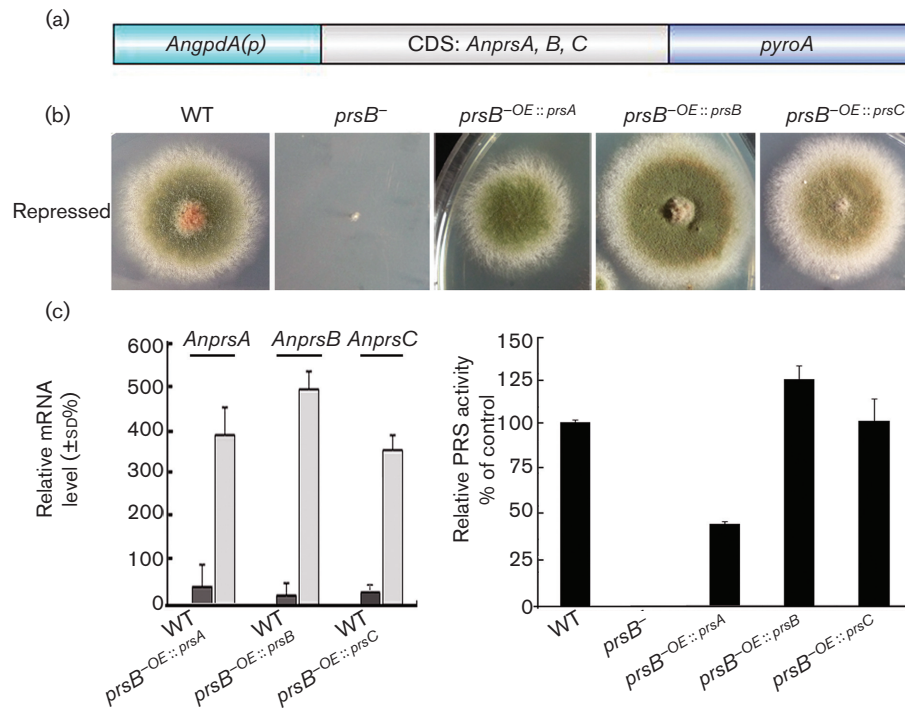 (a)
AngpdA(p) CDS: AnprsA, B, C pyroA
(b)
WT prsB– prsB–OE::prsA prsB–OE::prsB prsB–OE::prsC
Repressed
(c)
AnprsA AnprsB AnprsC
Relative mRNA
level (±SD%)
600
500
400
300
200
100
0
WT
prsB–OE::prsA
WT
prsB–OE::prsB
WT
prsB–OE::prsC
Relative PRS activity
% of control
150
125
100
75
50
25
0
WT
prsB–
prsB–OE::prsA
prsB–OE::prsB
prsB–OE::prsC